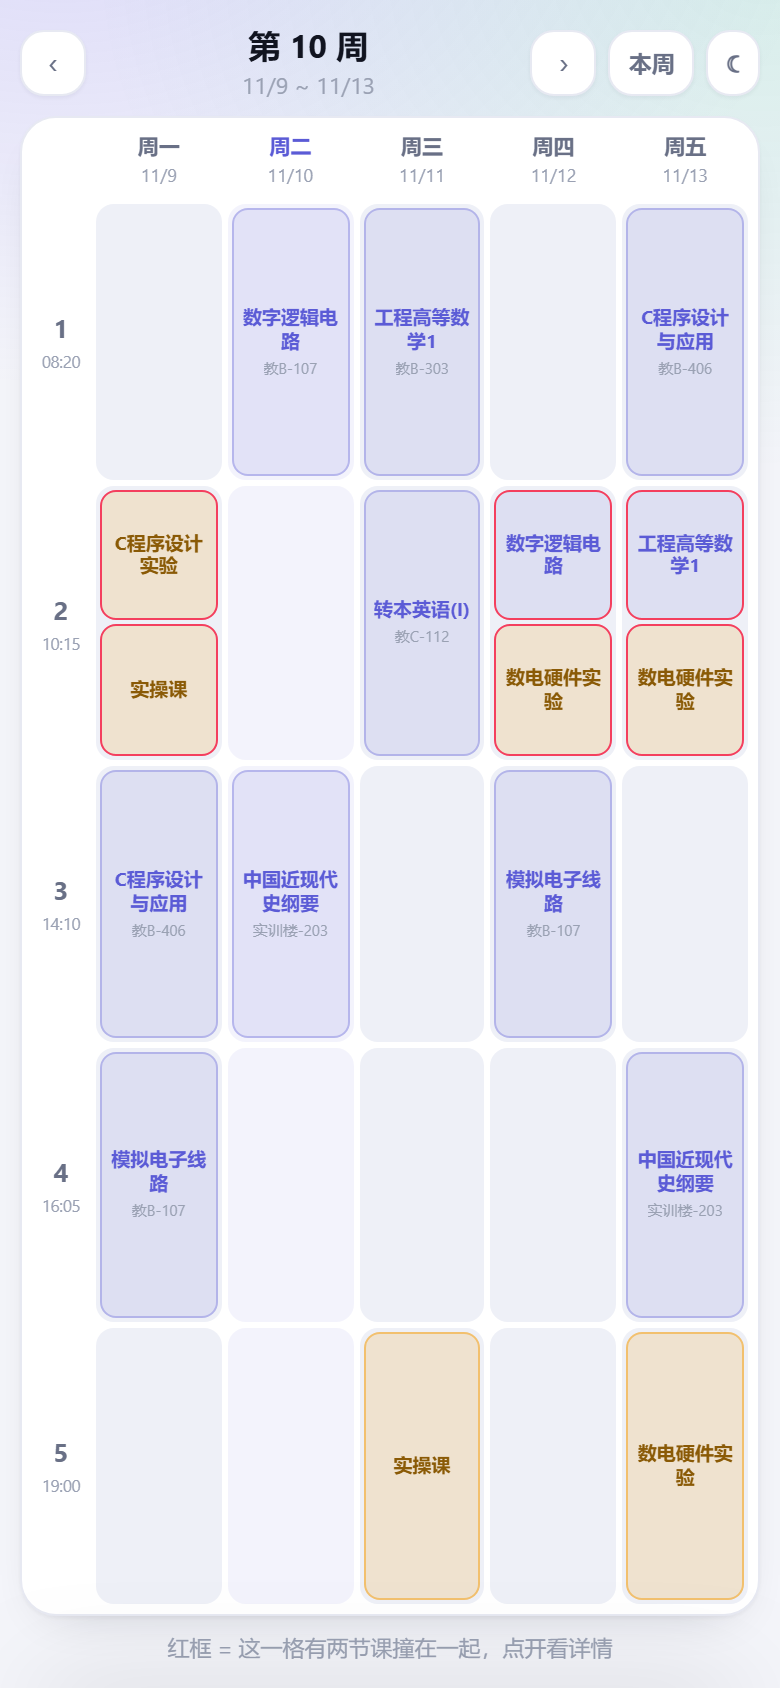 ‹
第 10 周
11/9 ~ 11/13
›
本周
☾
周一
周二
周三
周四
周五
11/9
11/10
11/11
11/12
11/13
1
08:20
数字逻辑电
路
教B-107
工程高等数
学1
教B-303
C程序设计
与应用
教B-406
2
10:15
C程序设计
实验
实操课
转本英语(I)
教C-112
数字逻辑电
路
数电硬件实
验
工程高等数
学1
数电硬件实
验
3
14:10
C程序设计
与应用
教B-406
中国近现代
史纲要
实训楼-203
模拟电子线
路
教B-107
4
16:05
模拟电子线
路
教B-107
中国近现代
史纲要
实训楼-203
5
19:00
实操课
数电硬件实
验
红框 = 这一格有两节课撞在一起，点开看详情